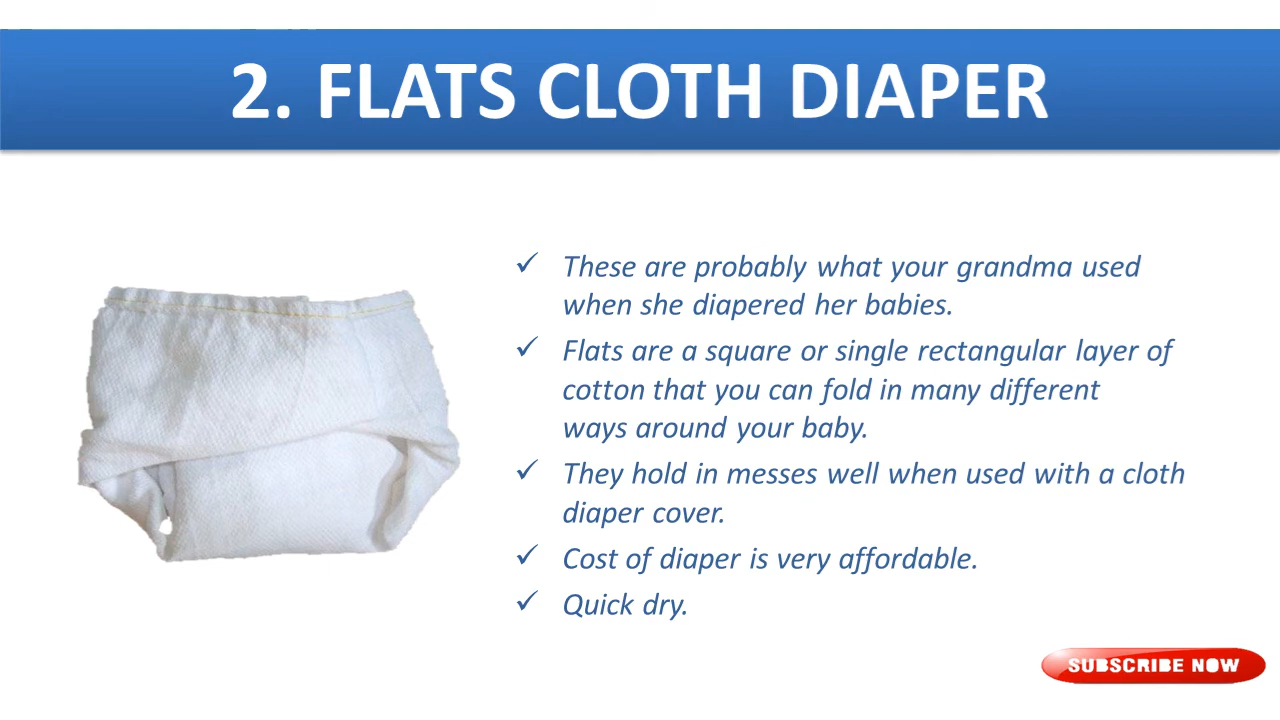 2. FLATS CLOTH DIAPER
✓ These are probably what your grandma used
when she diapered her babies.
✓ Flats are a square or single rectangular layer of
cotton that you can fold in many different
ways around your baby.
✓ They hold in messes well when used with a cloth
diaper cover.
✓ Cost of diaper is very affordable.
✓ Quick dry.
SUBSCRIBE NOW